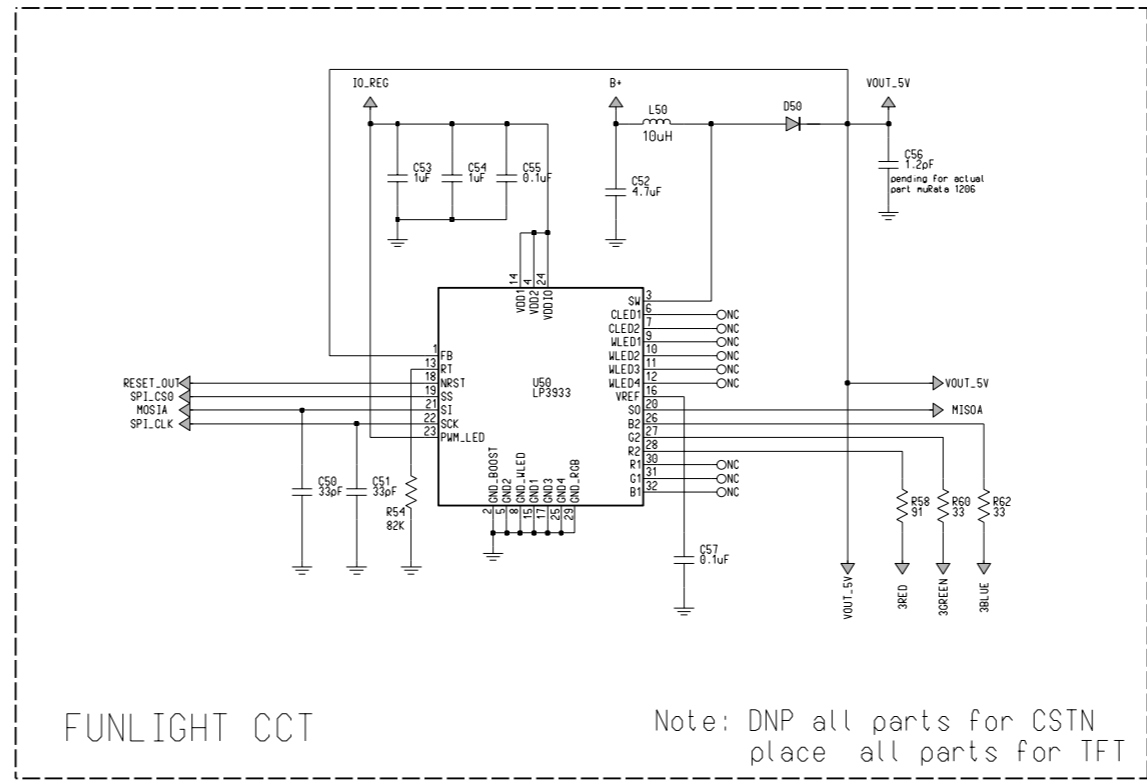 IO_REG
B+
VOUT_5V
L50
10uH
D50
C53
1uF
C54
1uF
C55
0.1uF
C52
4.7uF
C56
1.2pF
pending for actual
part muRata 1206
14
4
24
VDD1
VDD2
VDDIO
U50
LP3933
1
FB
13
RT
RESET_OUT
18
NRST
SPI_CS0
19
SS
MOSIA
21
SI
SPI_CLK
22
SCK
23
PWM_LED
SW
3
CLED1
6
NC
CLED2
7
NC
WLED1
9
NC
WLED2
10
NC
WLED3
11
NC
WLED4
12
NC
VREF
16
SO
20
B2
26
G2
27
R2
28
R1
30
NC
G1
31
NC
B1
32
NC
VOUT_5V
MISOA
GND_BOOST
GND2
GND_WLED
GND1
GND3
GND4
GND_RGB
2
5
8
15
17
25
29
C50
33pF
C51
33pF
R54
82K
C57
0.1uF
R58
91
R60
33
R62
33
VOUT_5V
3RED
3GREEN
3BLUE
FUNLIGHT CCT
Note: DNP all parts for CSTN
place all parts for TFT